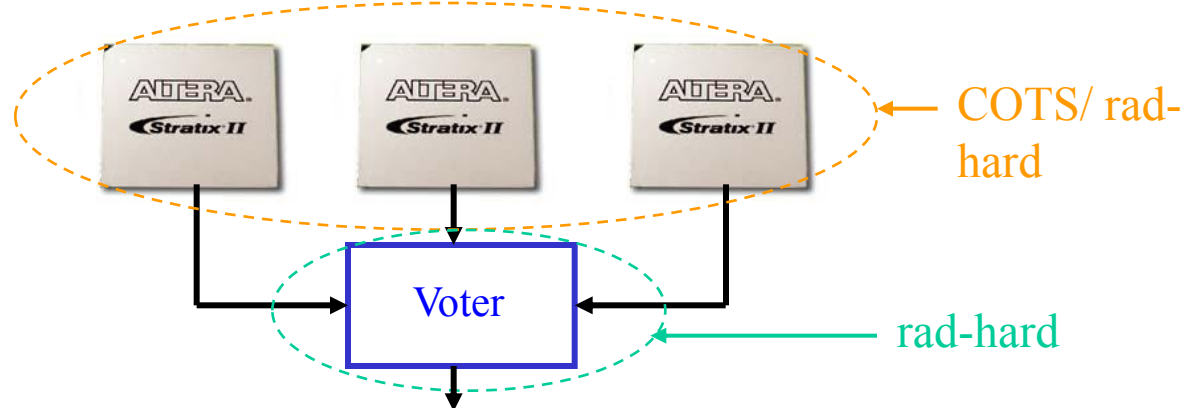 ALTERA.
Stratix II
ALTERA.
Stratix II
ALTERA.
Stratix II
COTS/ rad-
hard
Voter
rad-hard